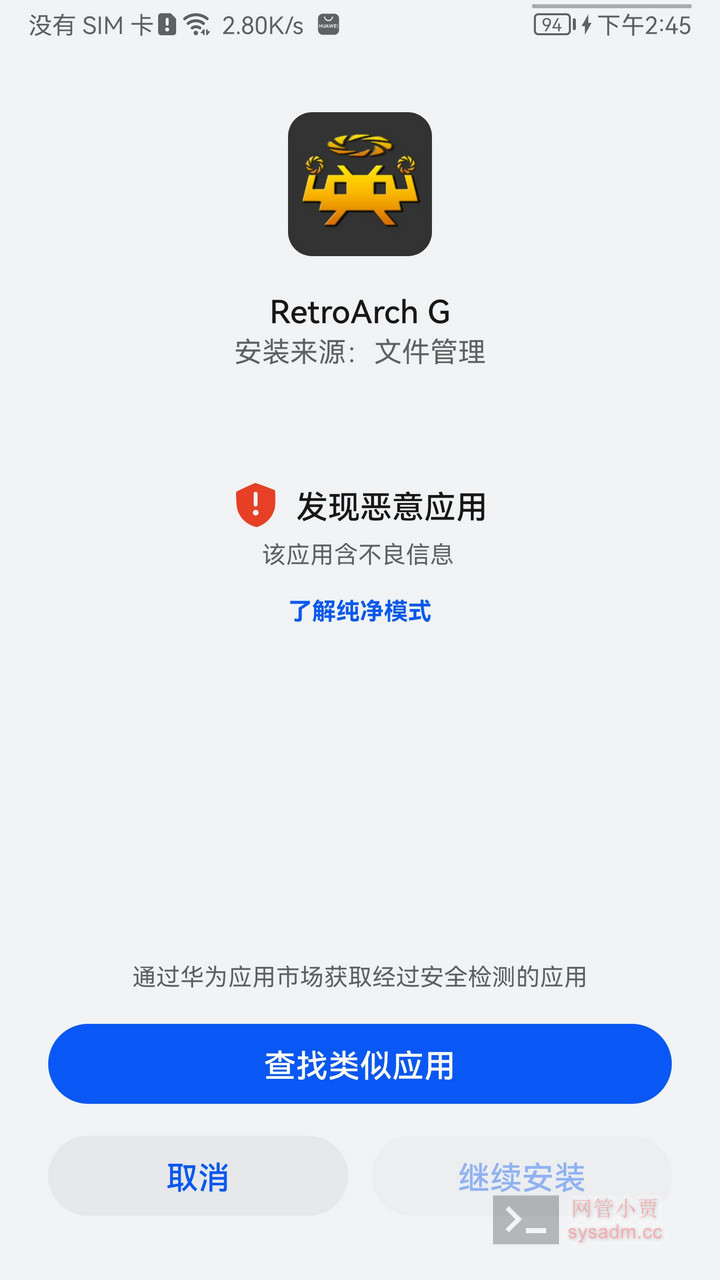 没有 SIM 卡 2.80K/s HUAWEI 94 下午2:45
RetroArch G
安装来源：文件管理
发现恶意应用
该应用含不良信息
了解纯净模式
通过华为应用市场获取经过安全检测的应用
查找类似应用
取消 继续安装
网管小贾
sysadm.cc